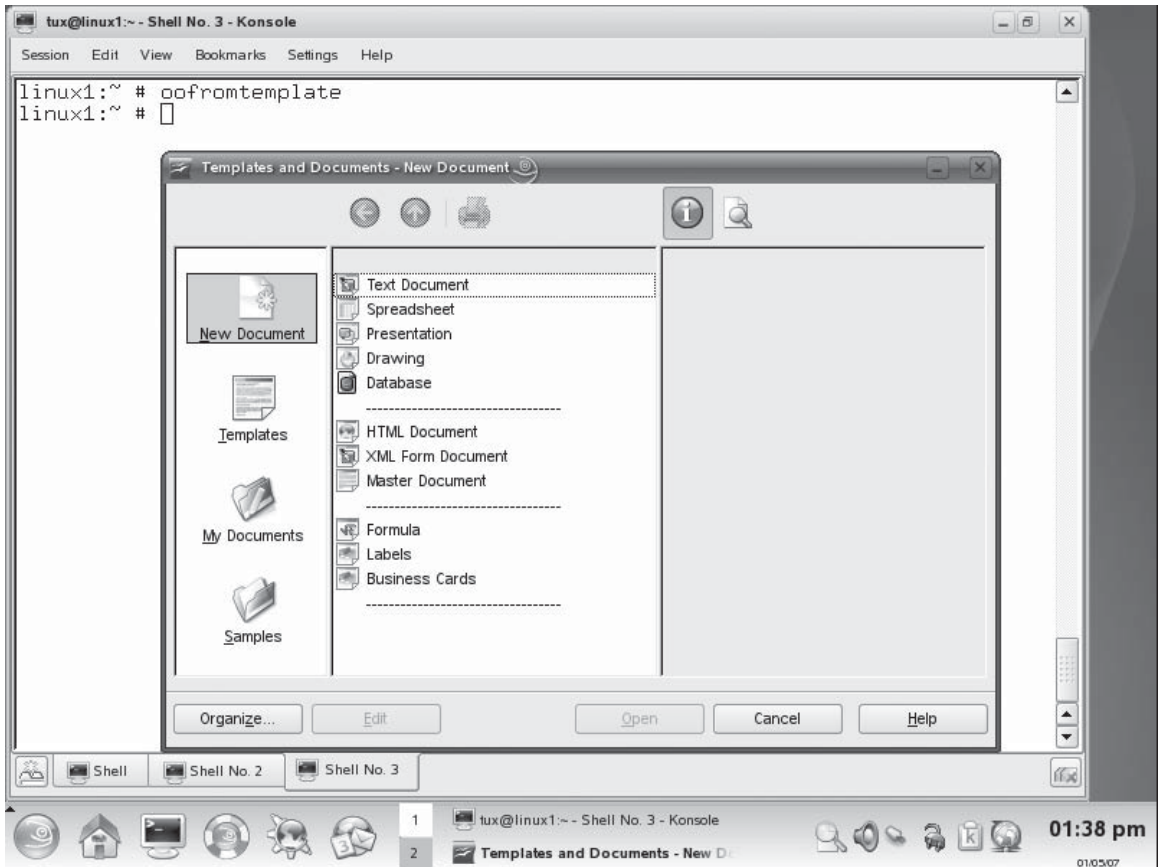 tux@linux1:~ - Shell No. 3 - Konsole
Session Edit View Bookmarks Settings Help
linux1:~ # oofromtemplate
linux1:~ #
Templates and Documents - New Document
New Document
Templates
My Documents
Samples
Text Document
Spreadsheet
Presentation
Drawing
Database
---------------------------------
HTML Document
XML Form Document
Master Document
---------------------------------
Formula
Labels
Business Cards
---------------------------------
Organize...
Edit
Open
Cancel
Help
Shell
Shell No. 2
Shell No. 3
1
2
tux@linux1:~ - Shell No. 3 - Konsole
Templates and Documents - New D
01:38 pm
01/05/07